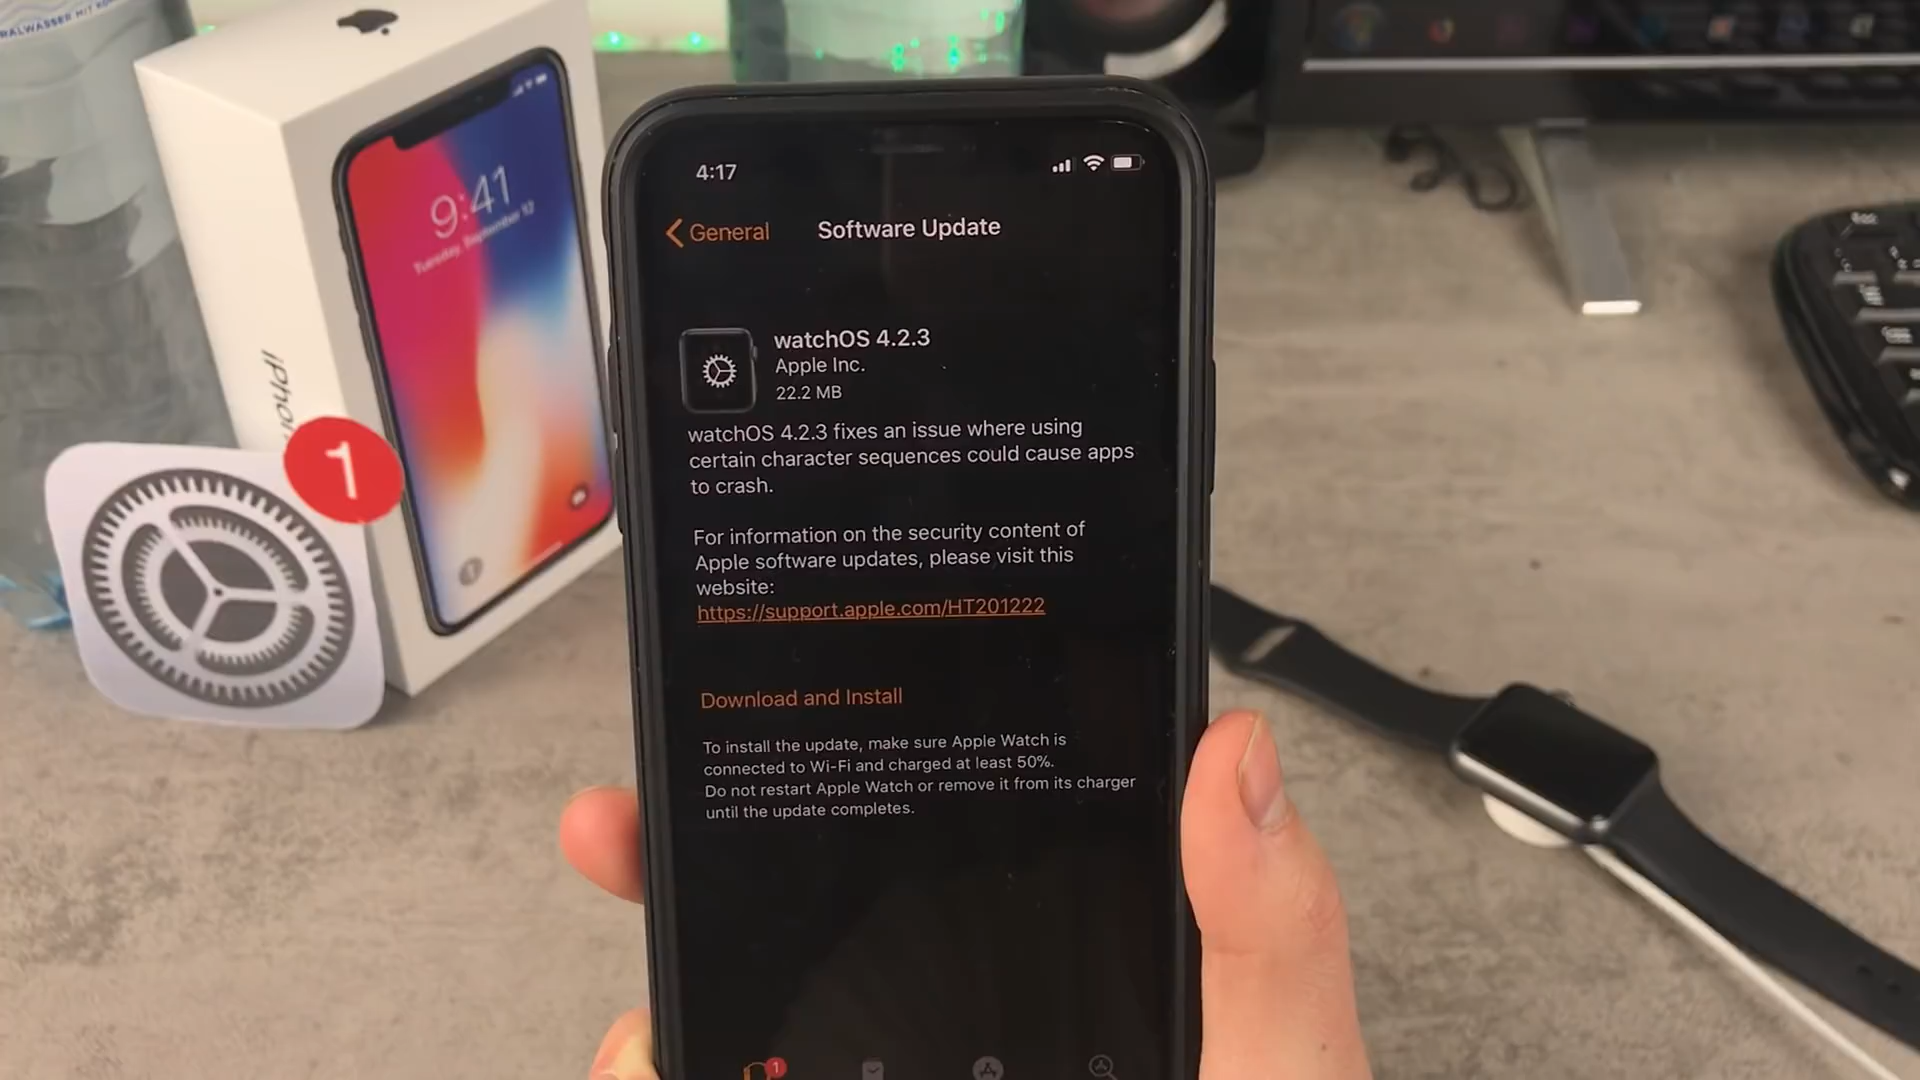 4:17
General
Software Update
watchOS 4.2.3
Apple Inc.
22.2 MB
watchOS 4.2.3 fixes an issue where using
certain character sequences could cause apps
to crash.
For information on the security content of
Apple software updates, please visit this
website:
https://support.apple.com/HT201222
Download and Install
To install the update, make sure Apple Watch is
connected to Wi-Fi and charged at least 50%.
Do not restart Apple Watch or remove it from its charger
until the update completes.
1
9:41
Tuesday, September 12
1